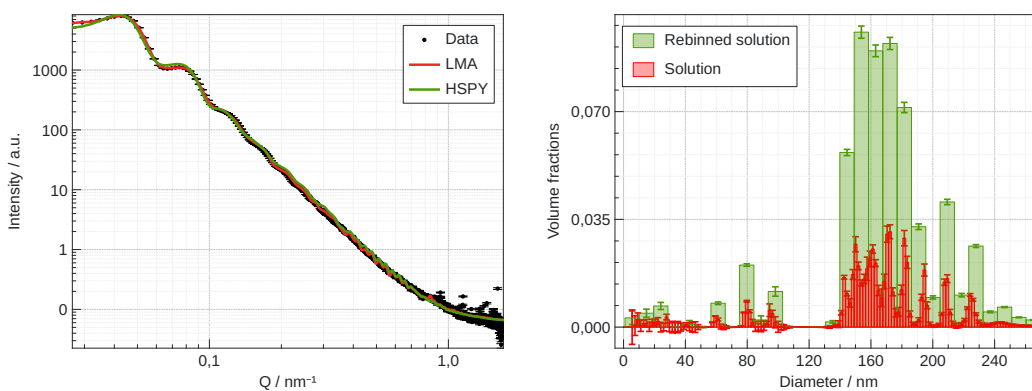 1000
100
10
1
0
Intensity / a.u.
Data
LMA
HSPY
0,1
1,0
Q / nm⁻¹
0,070
0,035
0,000
Volume fractions
Rebinned solution
Solution
0 40 80 120 160 200 240
Diameter / nm